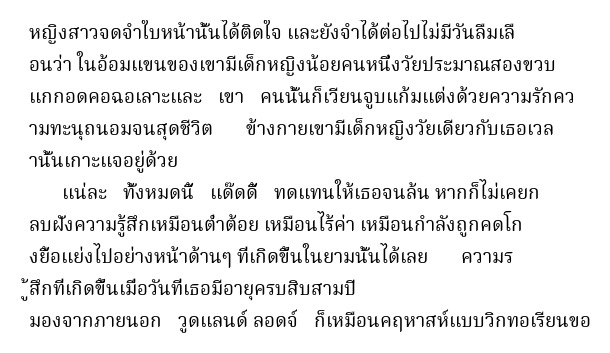 หญิงสาวจดจำใบหน้านั้นได้ติดใจ และยังจำได้ต่อไปไม่มีวันลืมเลื
อนว่า ในอ้อมแขนของเขามีเด็กหญิงน้อยคนหนึ่งวัยประมาณสองขวบ
แกกอดคอฉอเลาะและ เขา คนนั้นก็เวียนจูบแก้มแต่งด้วยความรักคว
ามทะนุถนอมจนสุดชีวิต ข้างกายเขามีเด็กหญิงวัยเดียวกับเธอเวล
านั้นเกาะแจอยู่ด้วย
แน่ละ ทั้งหมดนี้ แด๊ดดี้ ทดแทนให้เธอจนล้น หากก็ไม่เคยก
ลบฝังความรู้สึกเหมือนต่ำต้อย เหมือนไร้ค่า เหมือนกำลังถูกคดโก
งยื้อแย่งไปอย่างหน้าด้านๆ ที่เกิดขึ้นในยามนั้นได้เลย ความร
ู้สึกที่เกิดขึ้นเมื่อวันที่เธอมีอายุครบสิบสามปี
มองจากภายนอก วูดแลนด์ ลอดจ์ ก็เหมือนคฤหาสห์แบบวิกทอเรียนขอ